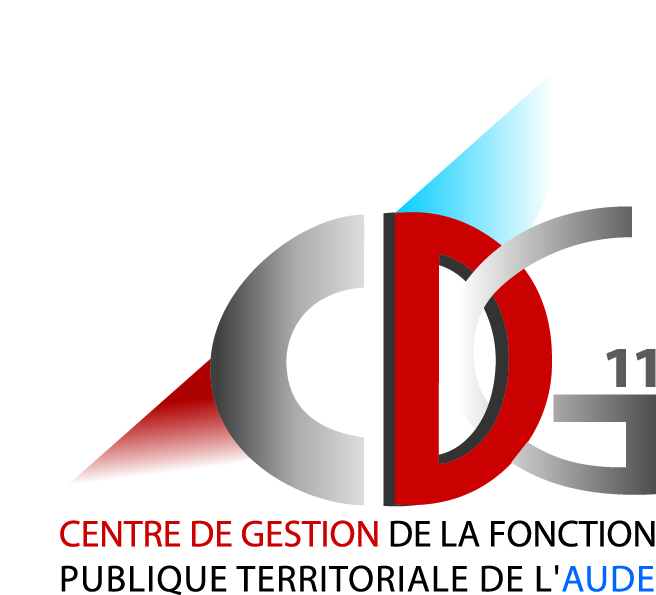 CDG
11
CENTRE DE GESTION DE LA FONCTION
PUBLIQUE TERRITORIALE DE L'AUDE